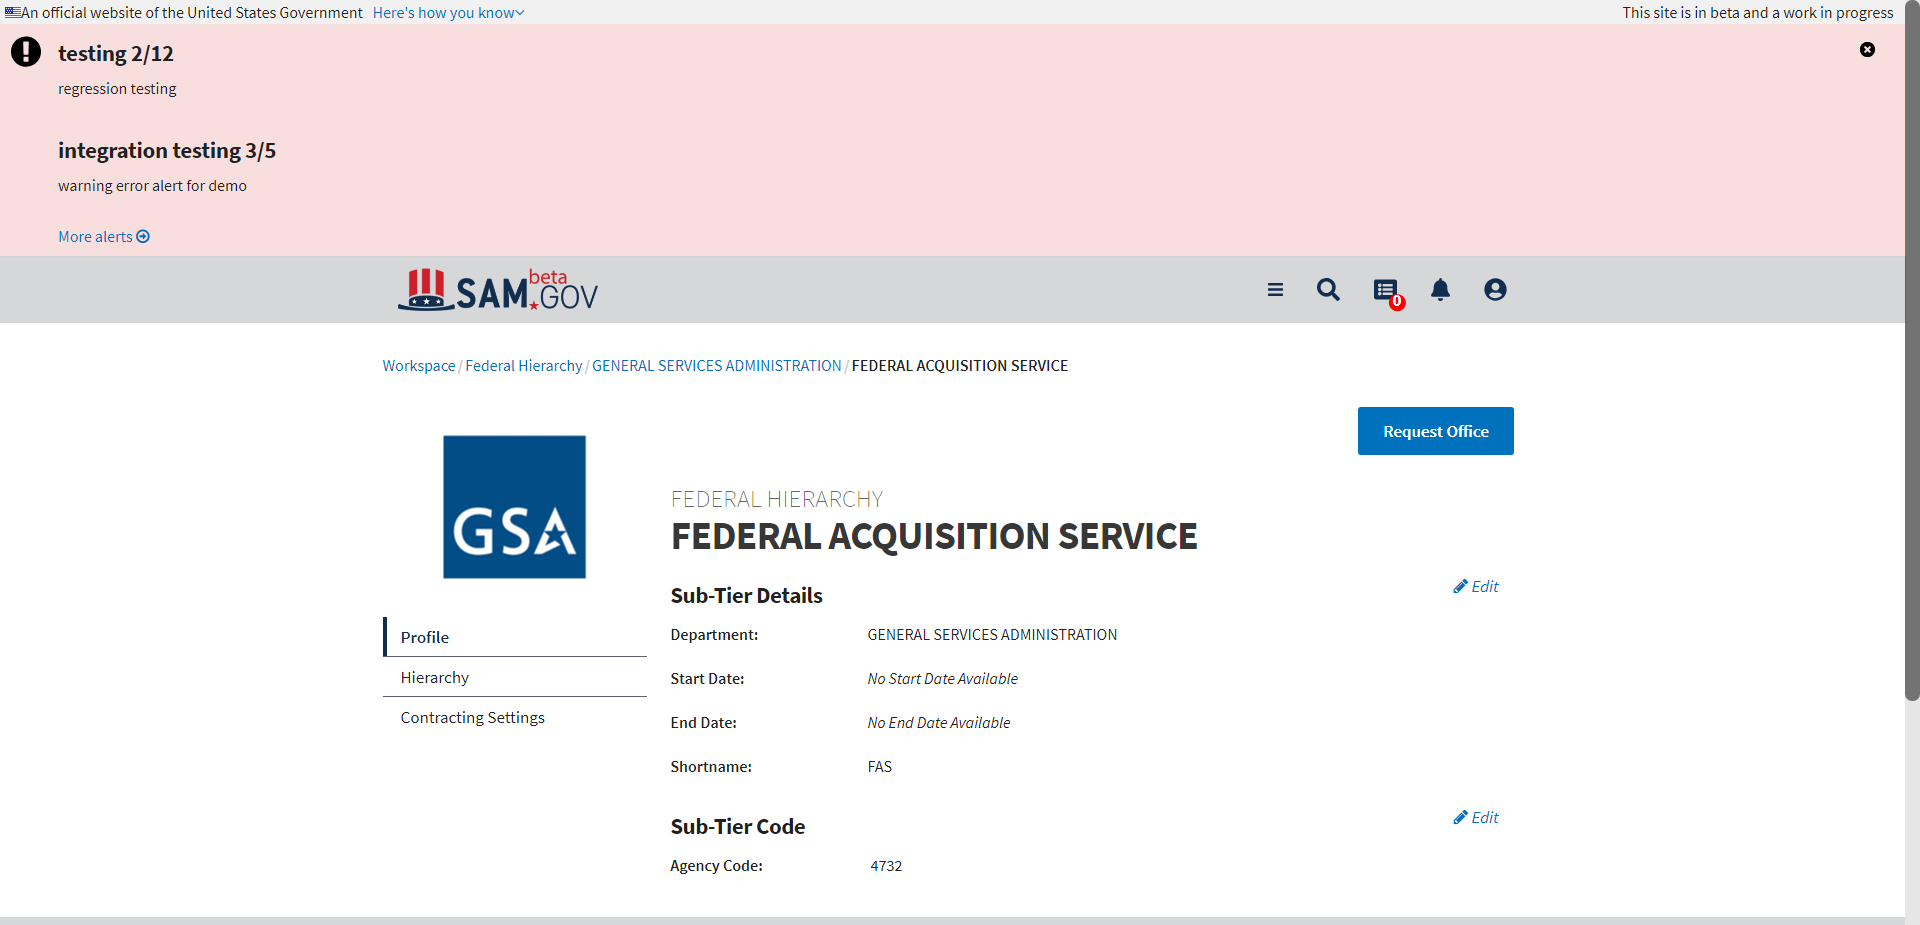 An official website of the United States Government Here's how you know
This site is in beta and a work in progress
testing 2/12
regression testing
integration testing 3/5
warning error alert for demo
More alerts
SAM beta .GOV
0
Workspace / Federal Hierarchy / GENERAL SERVICES ADMINISTRATION / FEDERAL ACQUISITION SERVICE
Request Office
GSA
FEDERAL HIERARCHY
FEDERAL ACQUISITION SERVICE
Profile
Hierarchy
Contracting Settings
Sub-Tier Details
Edit
Department: GENERAL SERVICES ADMINISTRATION
Start Date: No Start Date Available
End Date: No End Date Available
Shortname: FAS
Sub-Tier Code
Edit
Agency Code: 4732